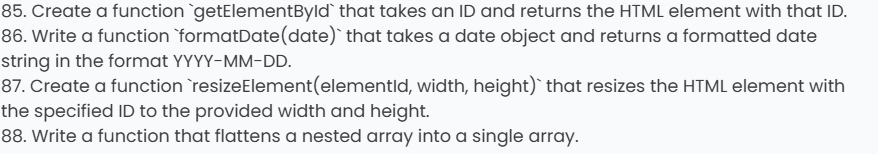 85. Create a function `getElementById` that takes an ID and returns the HTML element with that ID.
86. Write a function `formatDate(date)` that takes a date object and returns a formatted date
string in the format YYYY-MM-DD.
87. Create a function `resizeElement(elementId, width, height)` that resizes the HTML element with
the specified ID to the provided width and height.
88. Write a function that flattens a nested array into a single array.